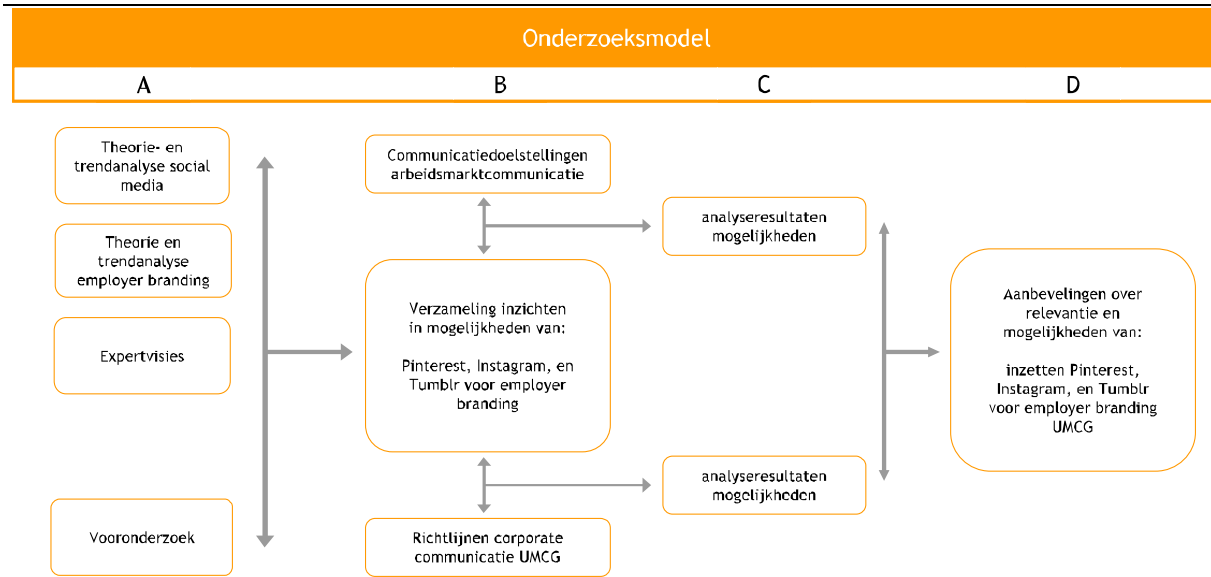 Onderzoeksmodel
A
B
C
D
Theorie- en
trendanalyse social
media
Theorie en
trendanalyse
employer branding
Expertvisies
Vooronderzoek
Communicatiedoelstellingen
arbeidsmarktcommunicatie
Verzameling inzichten
in mogelijkheden van:
Pinterest, Instagram, en
Tumblr voor employer
branding
Richtlijnen corporate
communicatie UMCG
analyseresultaten
mogelijkheden
analyseresultaten
mogelijkheden
Aanbevelingen over
relevantie en
mogelijkheden van:
inzetten Pinterest,
Instagram, en Tumblr
voor employer branding
UMCG